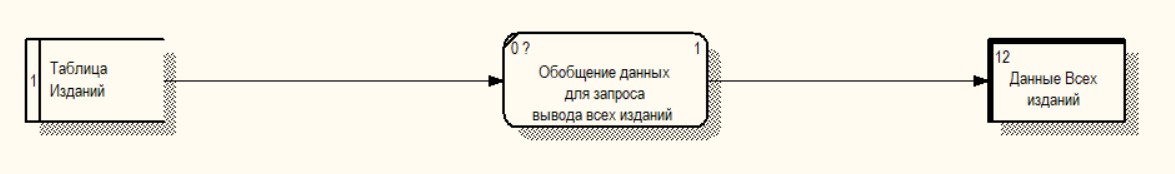 1
Таблица
Изданий
0 ?
1
Обобщение данных
для запроса
вывода всех изданий
12
Данные Всех
изданий